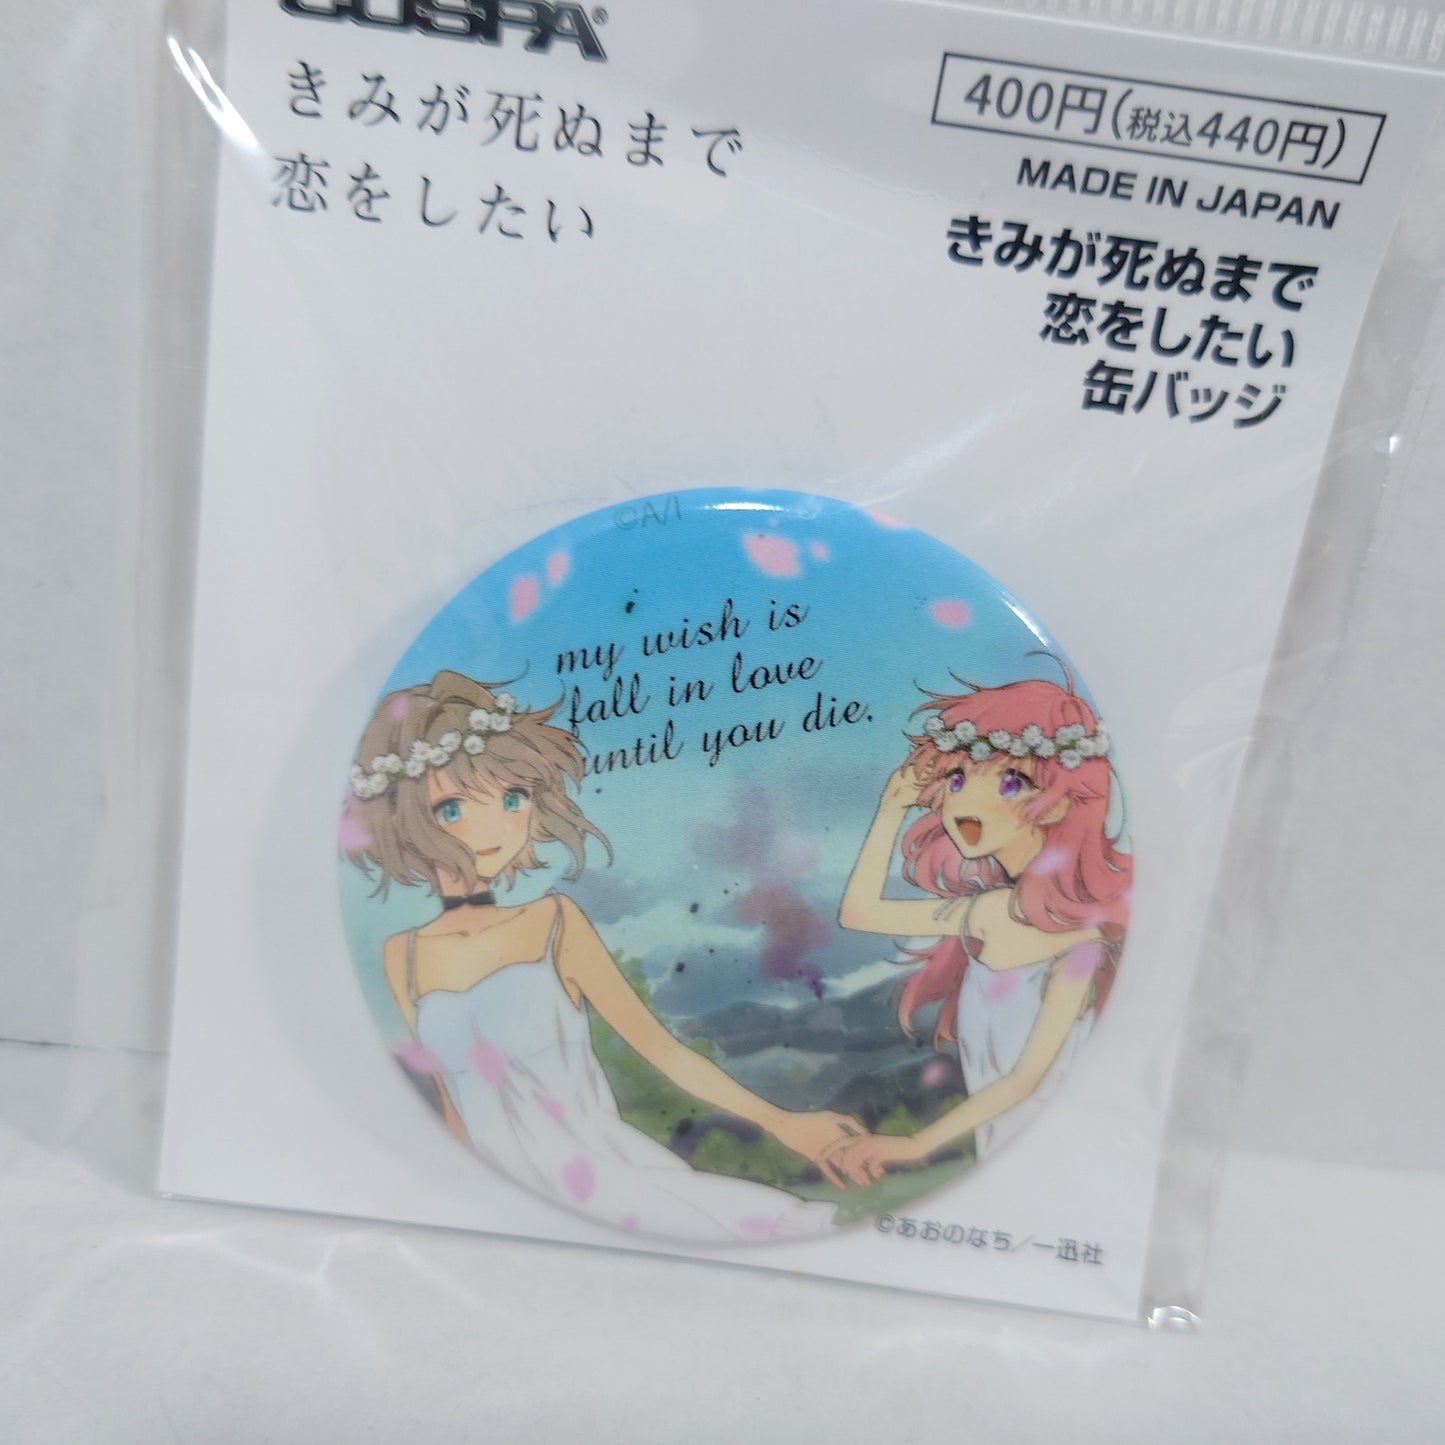 COSPA®
きみが死ぬまで
恋をしたい
400円(税込440円)
MADE IN JAPAN
きみが死ぬまで
恋をしたい
缶バッジ
©A/I
my wish is
fall in love
until you die.
©あおのなち/一迅社